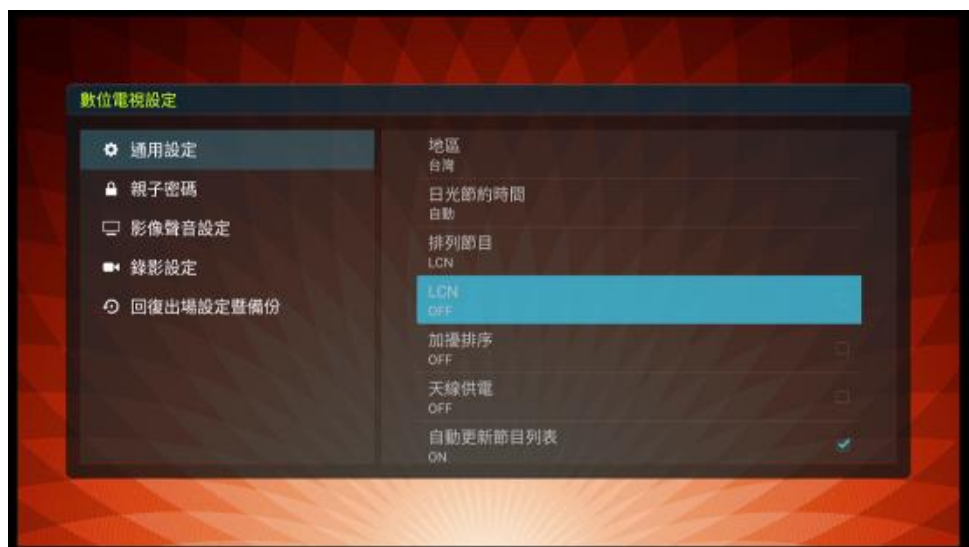 數位電視設定
通用設定
親子密碼
影像聲音設定
錄影設定
回復出場設定暨備份
地區
台灣
日光節約時間
自動
排列節目
LCN
LCN
OFF
加擾排序
OFF
天線供電
OFF
自動更新節目列表
ON